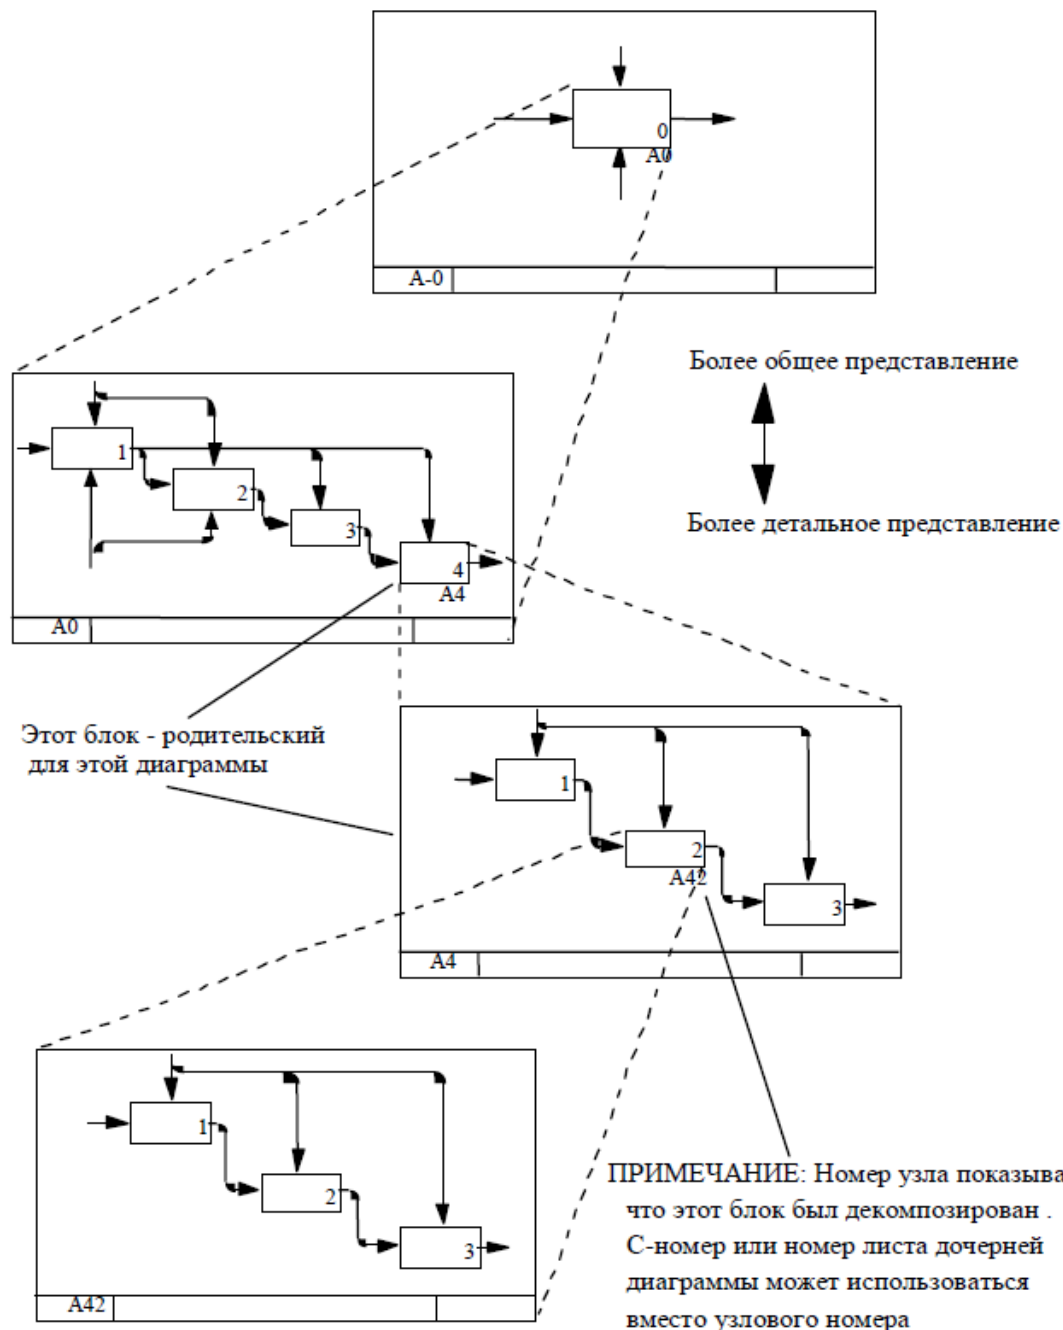 0
A0
A-0
Более общее представление
Более детальное представление
1
2
3
4
A4
A0
Этот блок - родительский
для этой диаграммы
1
2
A42
3
A4
1
2
3
A42
ПРИМЕЧАНИЕ: Номер узла показыва
что этот блок был декомпозирован .
С-номер или номер листа дочерней
диаграммы может использоваться
вместо узлового номера